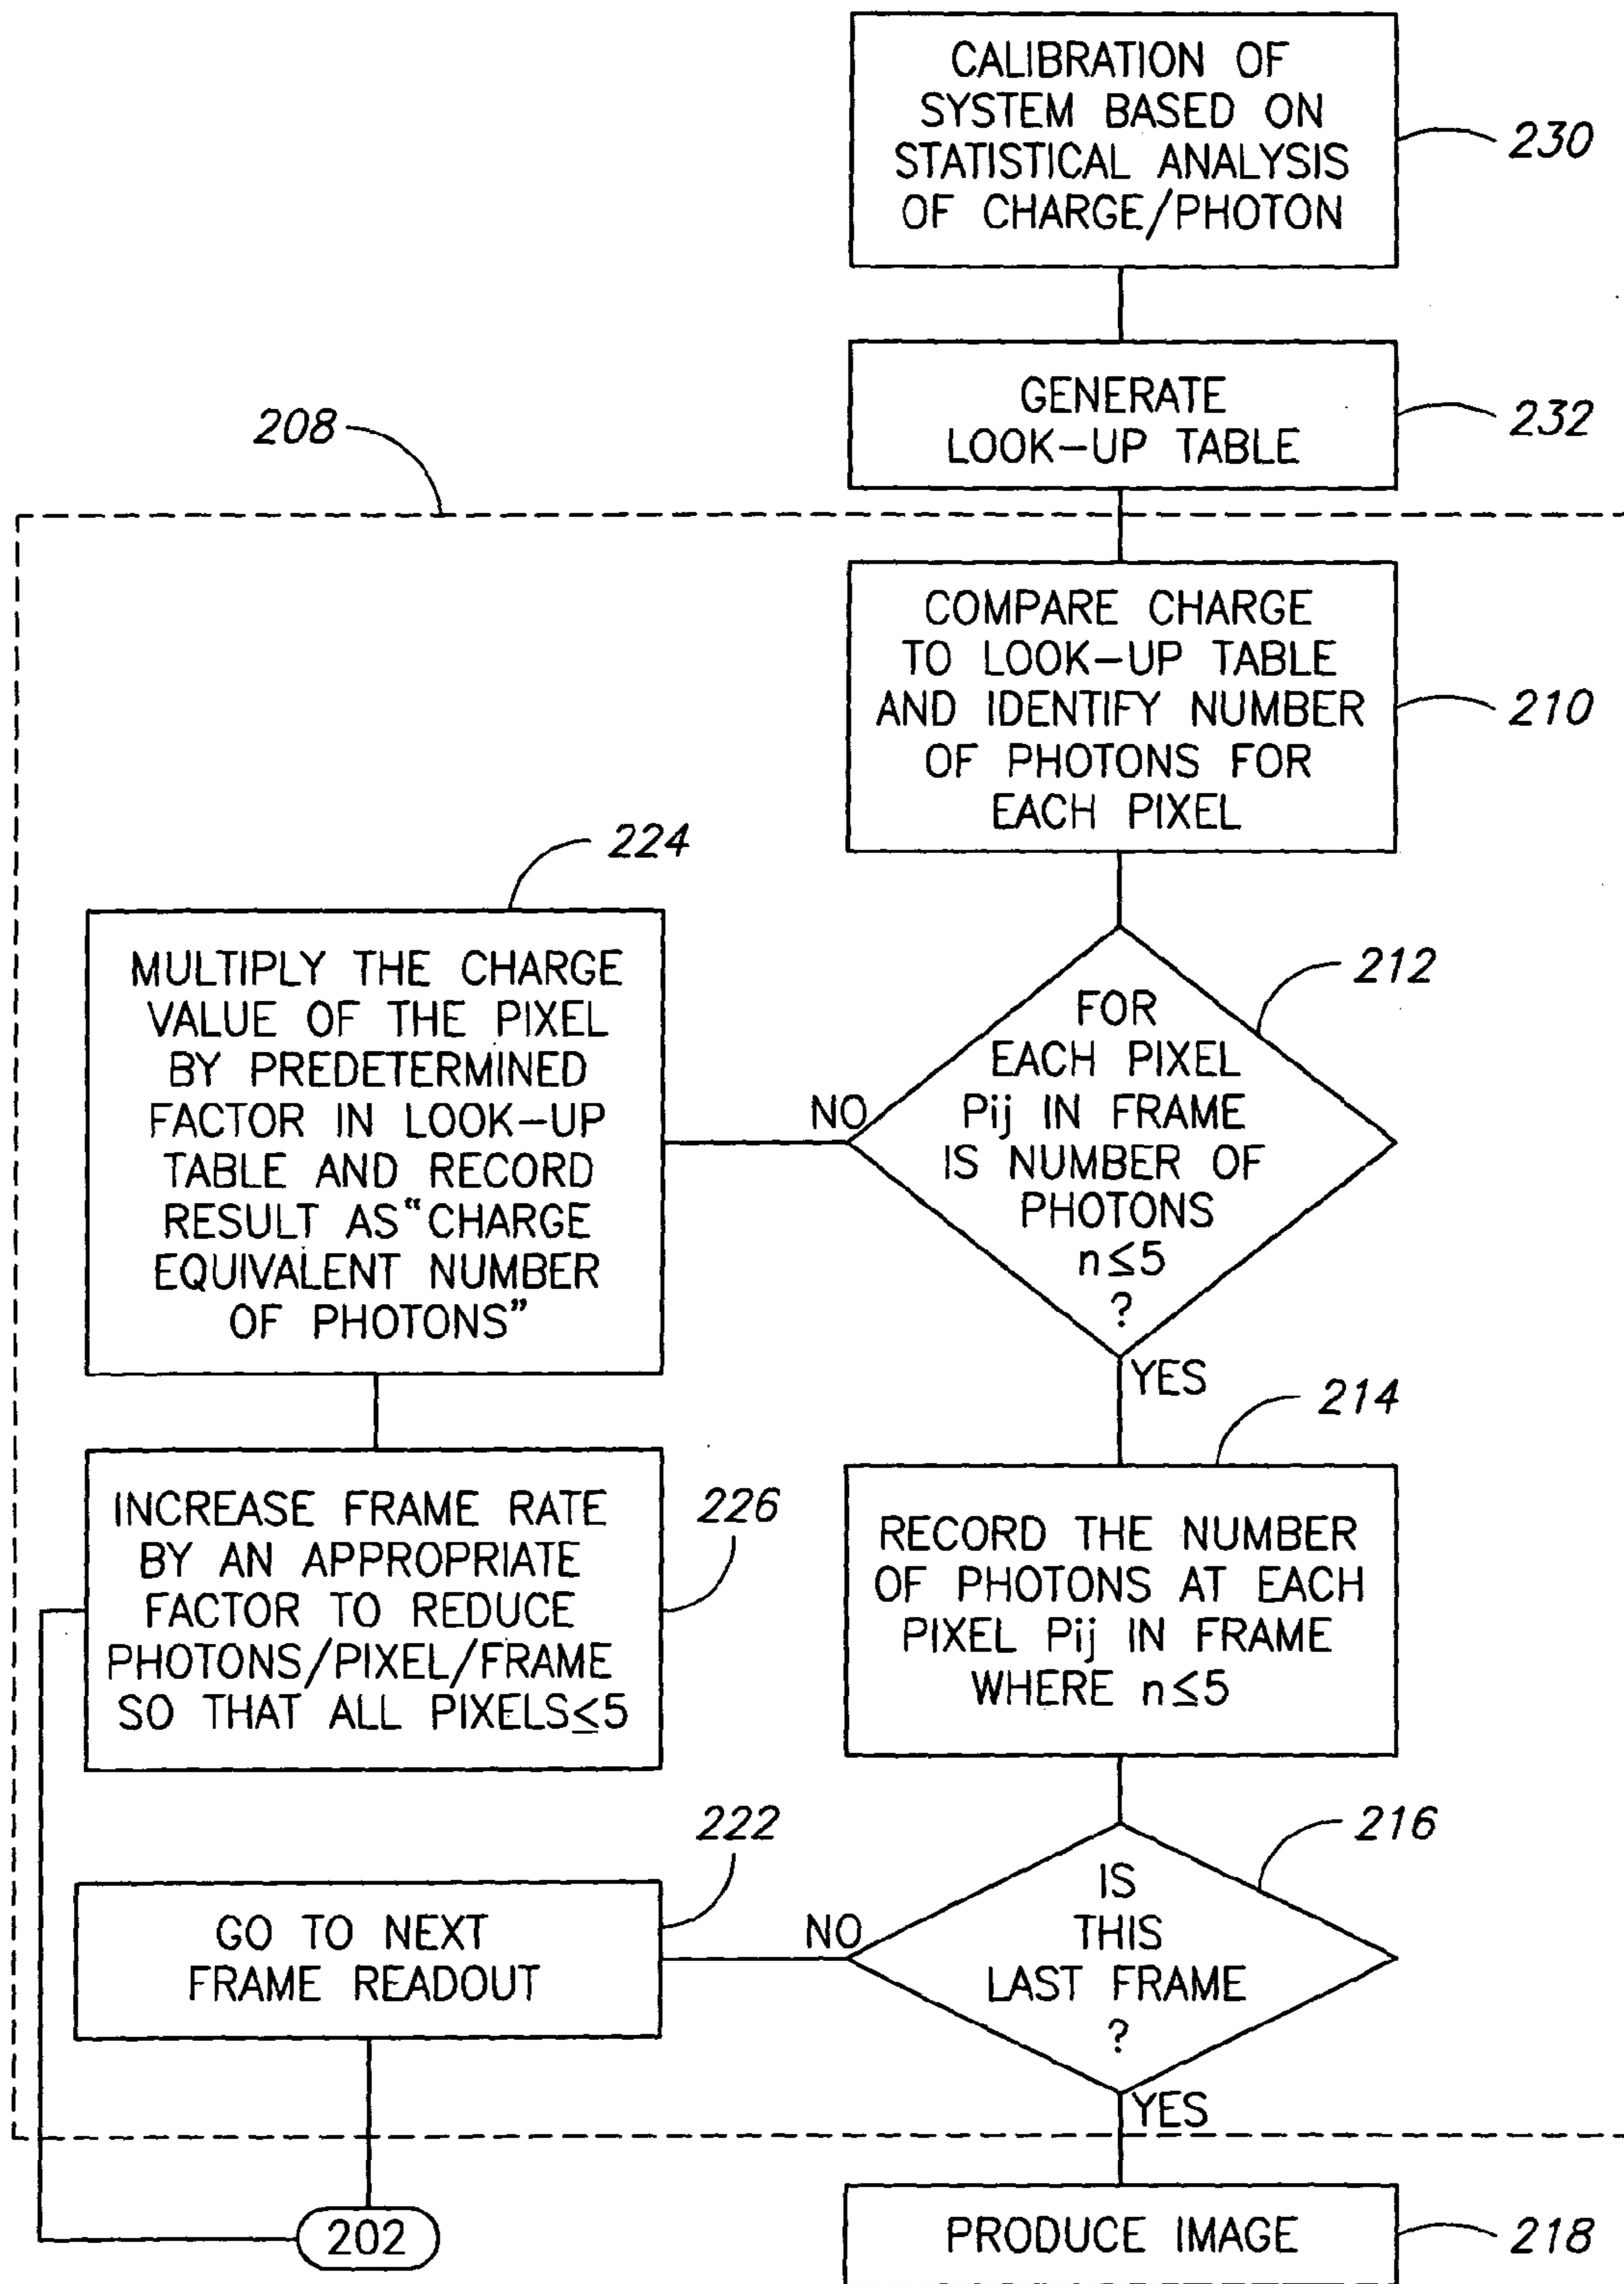 CALIBRATION OF
SYSTEM BASED ON
STATISTICAL ANALYSIS
OF CHARGE/PHOTON
230
GENERATE
LOOK-UP TABLE
232
208
COMPARE CHARGE
TO LOOK-UP TABLE
AND IDENTIFY NUMBER
OF PHOTONS FOR
EACH PIXEL
210
224
MULTIPLY THE CHARGE
VALUE OF THE PIXEL
BY PREDETERMINED
FACTOR IN LOOK-UP
TABLE AND RECORD
RESULT AS“CHARGE
EQUIVALENT NUMBER
OF PHOTONS”
NO
212
FOR
EACH PIXEL
Pij IN FRAME
IS NUMBER OF
PHOTONS
n≤5
?
YES
214
INCREASE FRAME RATE
BY AN APPROPRIATE
FACTOR TO REDUCE
PHOTONS/PIXEL/FRAME
SO THAT ALL PIXELS≤5
226
RECORD THE NUMBER
OF PHOTONS AT EACH
PIXEL Pij IN FRAME
WHERE n≤5
222
GO TO NEXT
FRAME READOUT
NO
216
IS
THIS
LAST FRAME
?
YES
202
PRODUCE IMAGE
218